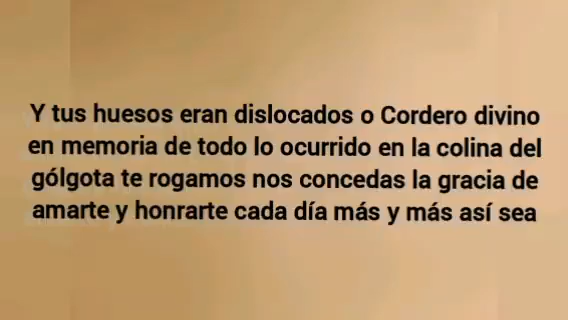 Y tus huesos eran dislocados o Cordero divino
en memoria de todo lo ocurrido en la colina del
gólgota te rogamos nos concedas la gracia de
amarte y honrarte cada día más y más así sea